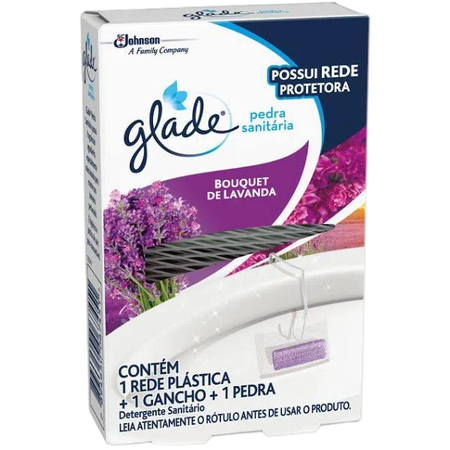 SC Johnson
A Family Company
POSSUI REDE
PROTETORA
glade®
pedra
sanitária
BOUQUET
DE LAVANDA
CONTÉM
1 REDE PLÁSTICA
+ 1 GANCHO + 1 PEDRA
Detergente Sanitário
LEIA ATENTAMENTE O RÓTULO ANTES DE USAR O PRODUTO.